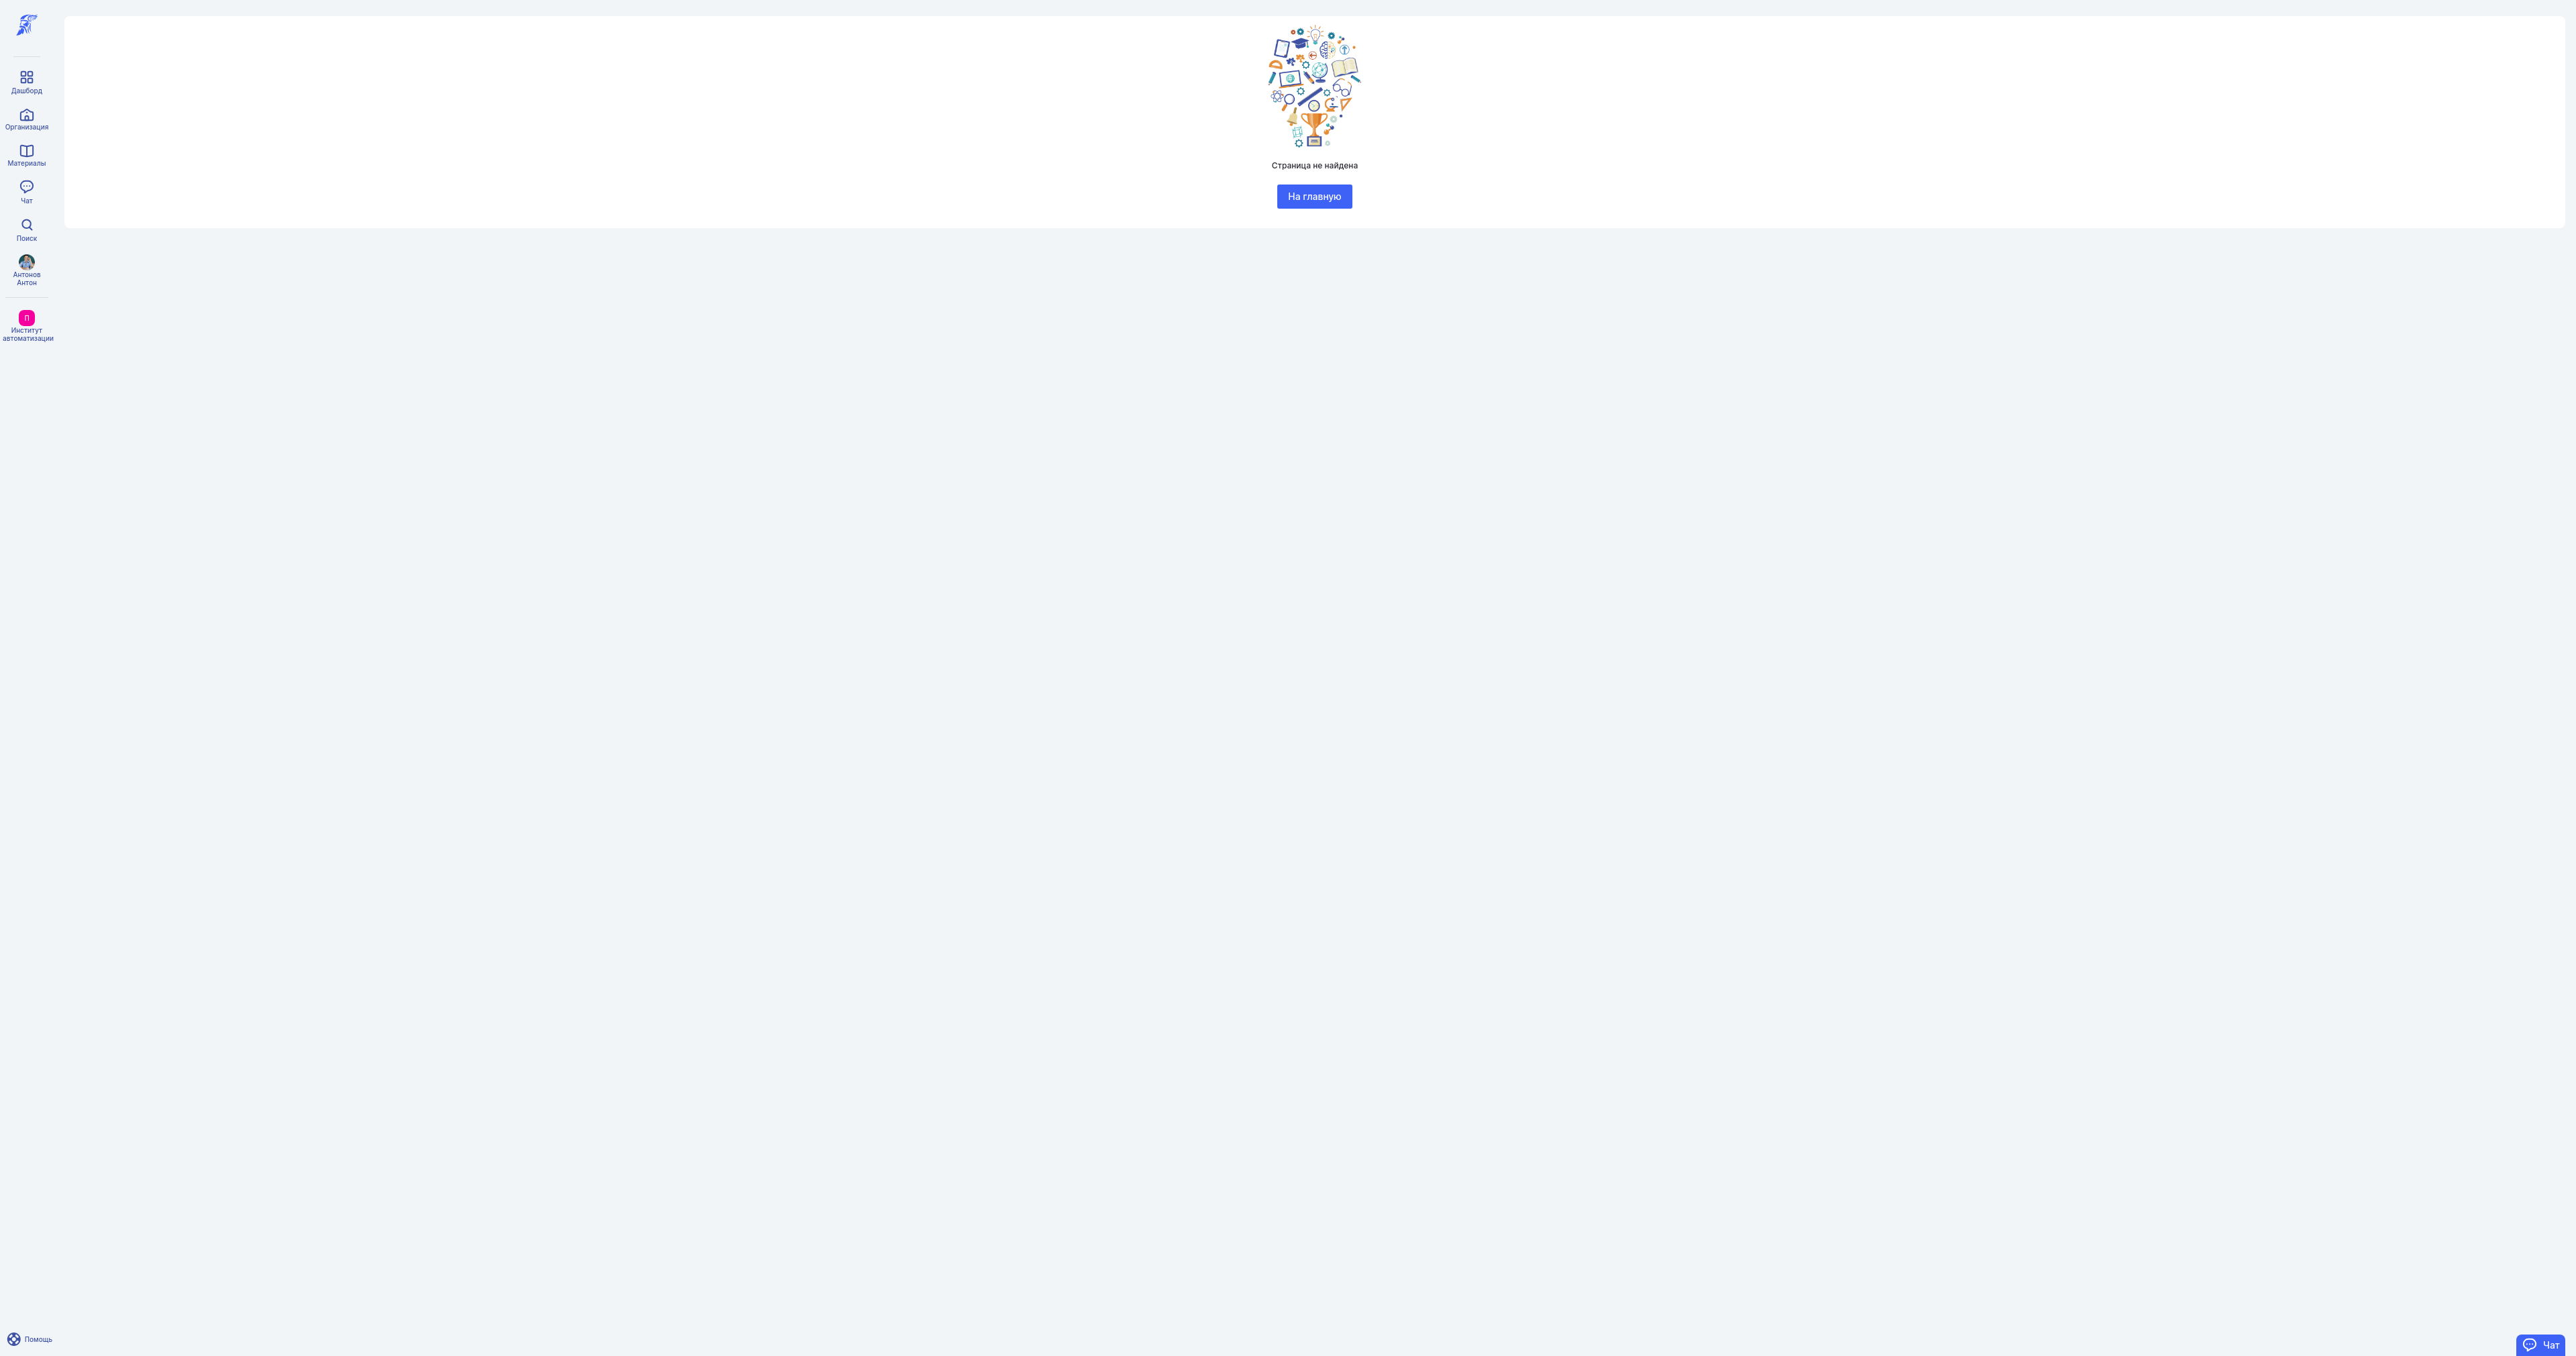 Дашборд
Организация
Материалы
Чат
Поиск
Антонов
Антон
П
Институт
автоматизации
Страница не найдена
На главную
Помощь
Чат